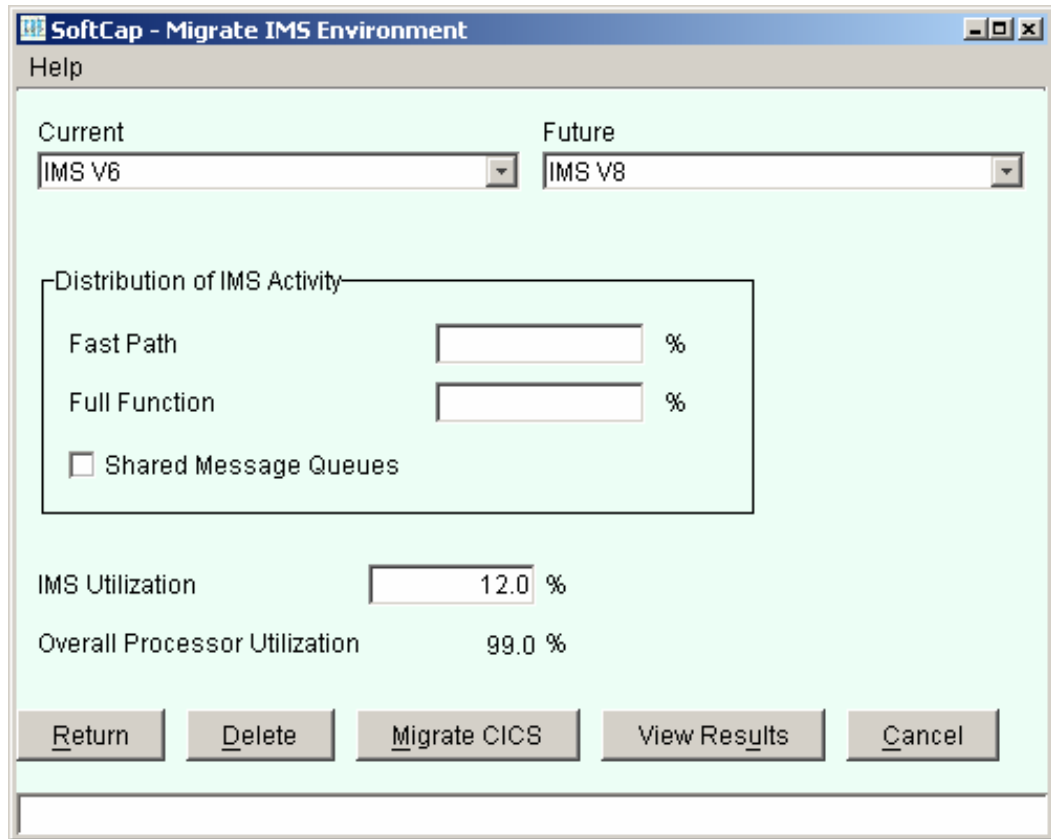 SoftCap - Migrate IMS Environment
Help
Current Future
IMS V6 IMS V8
Distribution of IMS Activity
Fast Path %
Full Function %
Shared Message Queues
IMS Utilization 12.0 %
Overall Processor Utilization 99.0 %
Return Delete Migrate CICS View Results Cancel